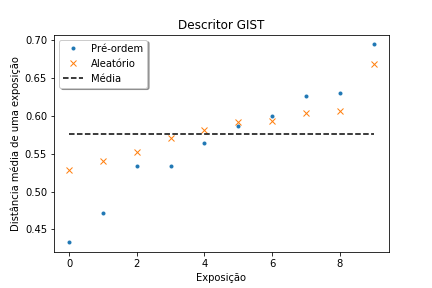 Descritor GIST
Pré-ordem
Aleatório
Média
Distância média de uma exposição
0.70
0.65
0.60
0.55
0.50
0.45
0
2
4
6
8
Exposição